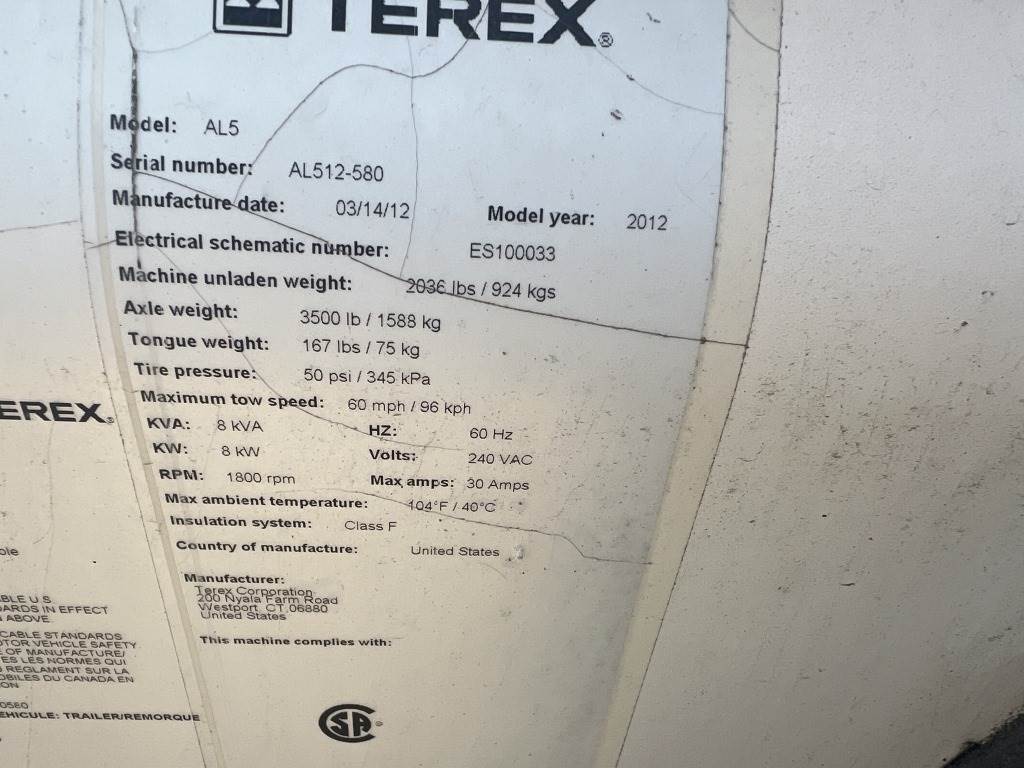 TEREX®
Model: AL5
Serial number: AL512-580
Manufacture date: 03/14/12 Model year: 2012
Electrical schematic number: ES100033
Machine unladen weight: 2036 lbs / 924 kgs
Axle weight: 3500 lb / 1588 kg
Tongue weight: 167 lbs / 75 kg
Tire pressure: 50 psi / 345 kPa
Maximum tow speed: 60 mph / 96 kph
KVA: 8 kVA HZ: 60 Hz
KW: 8 kW Volts: 240 VAC
RPM: 1800 rpm Max amps: 30 Amps
Max ambient temperature: 104°F / 40°C
Insulation system: Class F
Country of manufacture: United States
Manufacturer:
Terex Corporation
200 Nyala Farm Road
Westport, CT 06880
United States
This machine complies with:
CSA
EREX®
BLE U.S.
ARDS IN EFFECT
ABOVE.
CABLE STANDARDS
TOR VEHICLE SAFETY
OF MANUFACTURE/
ES LES NORMES QUI
REGLAMENT SUR LA
OBILES DU CANADA EN
ON
0580
EHICULE: TRAILER/REMORQUE